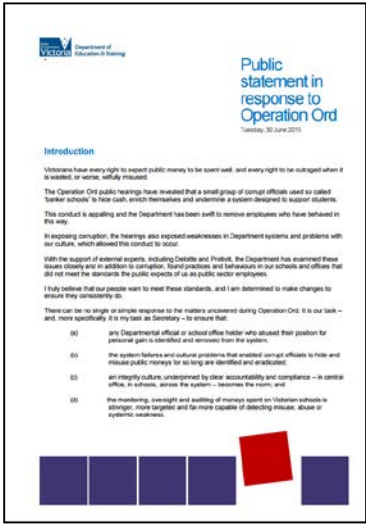 Victoria
Department of
Education & Training
Public
statement in
response to
Operation Ord
Tuesday, 30 June 2015
Introduction
Victorians have every right to expect public money to be spent well, and every right to be outraged when it
is wasted, or worse, wilfully misused.
The Operation Ord public hearings have revealed that a small group of corrupt officials used so called
'banker schools' to hide cash, enrich themselves and undermine a system designed to support students.
This conduct is appalling and the Department has been swift to remove employees who have behaved in
this way.
In exposing corruption, the hearings also exposed weaknesses in Department systems and problems with
our culture, which allowed this conduct to occur.
With the support of external experts, including Deloitte and Protiviti, the Department has examined these
issues closely and in addition to corruption, found practices and behaviours in our schools and offices that
did not meet the standards the public expects of us as public sector employees.
I truly believe that our people want to meet these standards, and I am determined to make changes to
ensure they consistently do.
There can be no single or simple response to the matters uncovered during Operation Ord. It is our task –
and, more specifically, it is my task as Secretary – to ensure that:
(a) any Departmental official or school office holder who abused their position for
personal gain is identified and removed from the system;
(b) the system failures and cultural problems that enabled corrupt officials to hide and
misuse public moneys for so long are identified and eradicated;
(c) an integrity culture, underpinned by clear accountability and compliance – in central
office, in schools, across the system – becomes the norm; and
(d) the monitoring, oversight and auditing of moneys spent on Victorian schools is
stronger, more targeted and far more capable of detecting misuse, abuse or
systemic weakness.